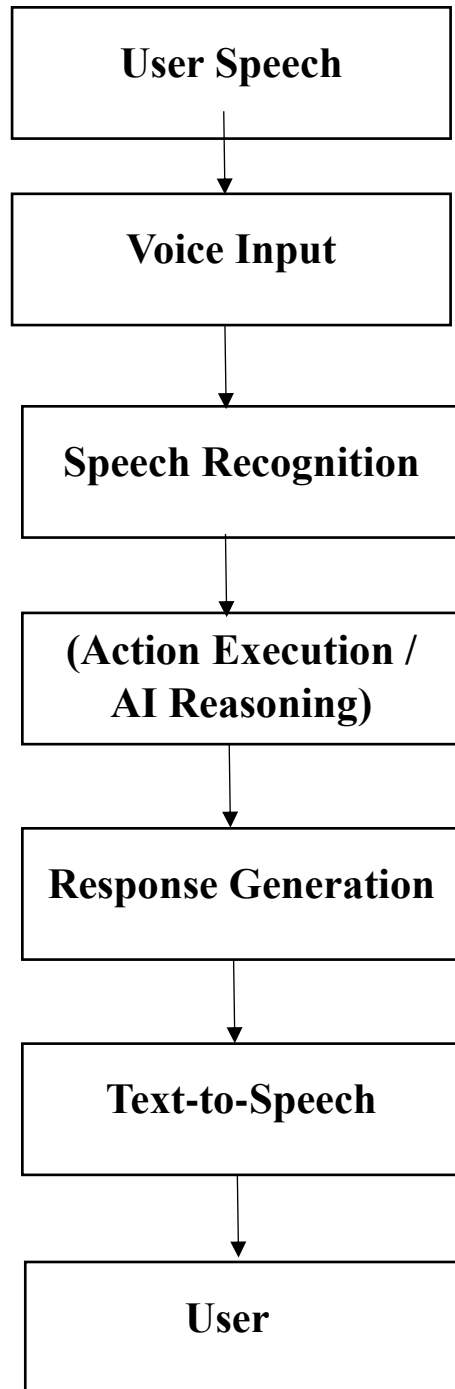 User Speech
Voice Input
Speech Recognition
(Action Execution /
AI Reasoning)
Response Generation
Text-to-Speech
User